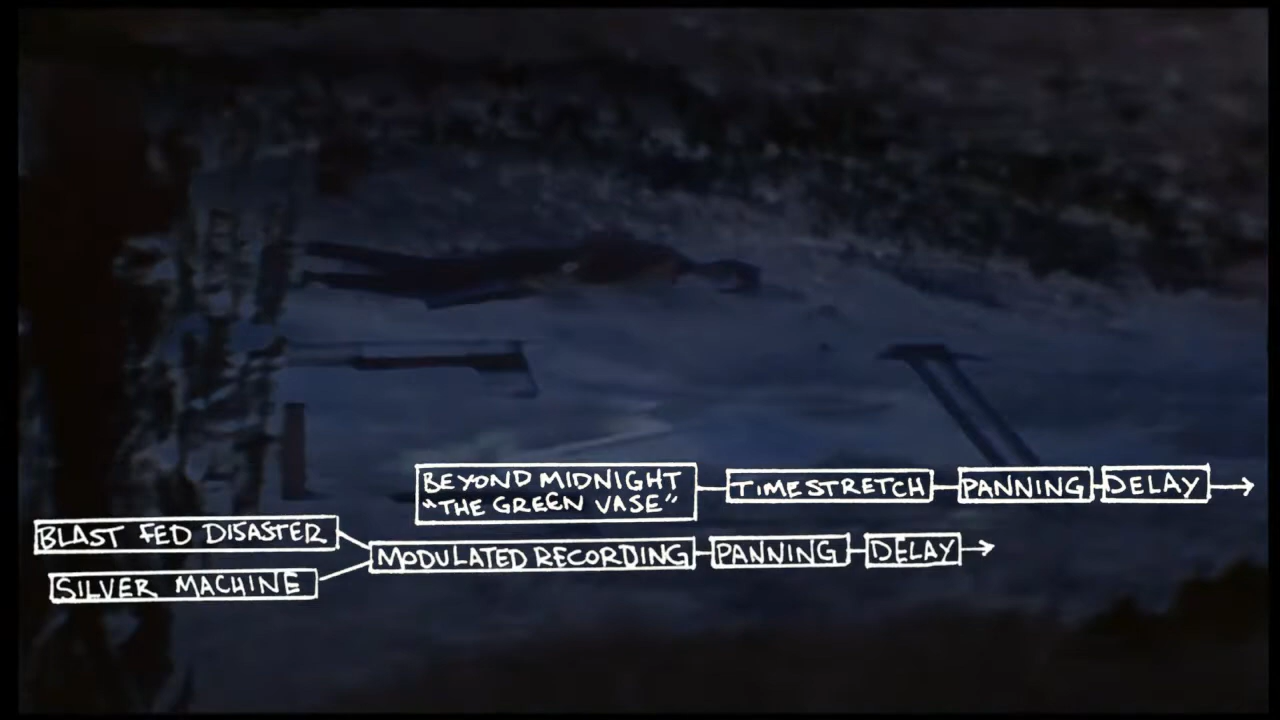 BEYOND MIDNIGHT
"THE GREEN VASE"
TIMESTRETCH
PANNING
DELAY
BLAST FED DISASTER
SILVER MACHINE
MODULATED RECORDING
PANNING
DELAY